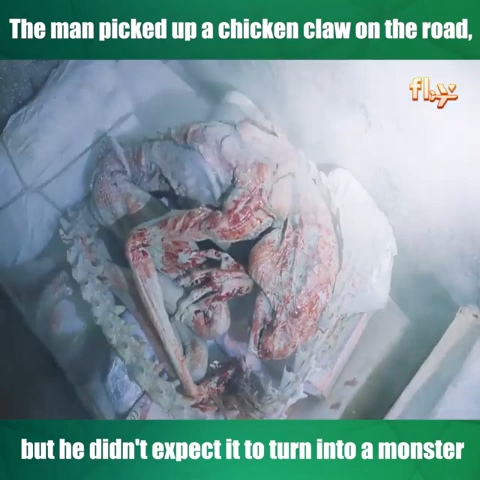 The man picked up a chicken claw on the road,
but he didn't expect it to turn into a monster